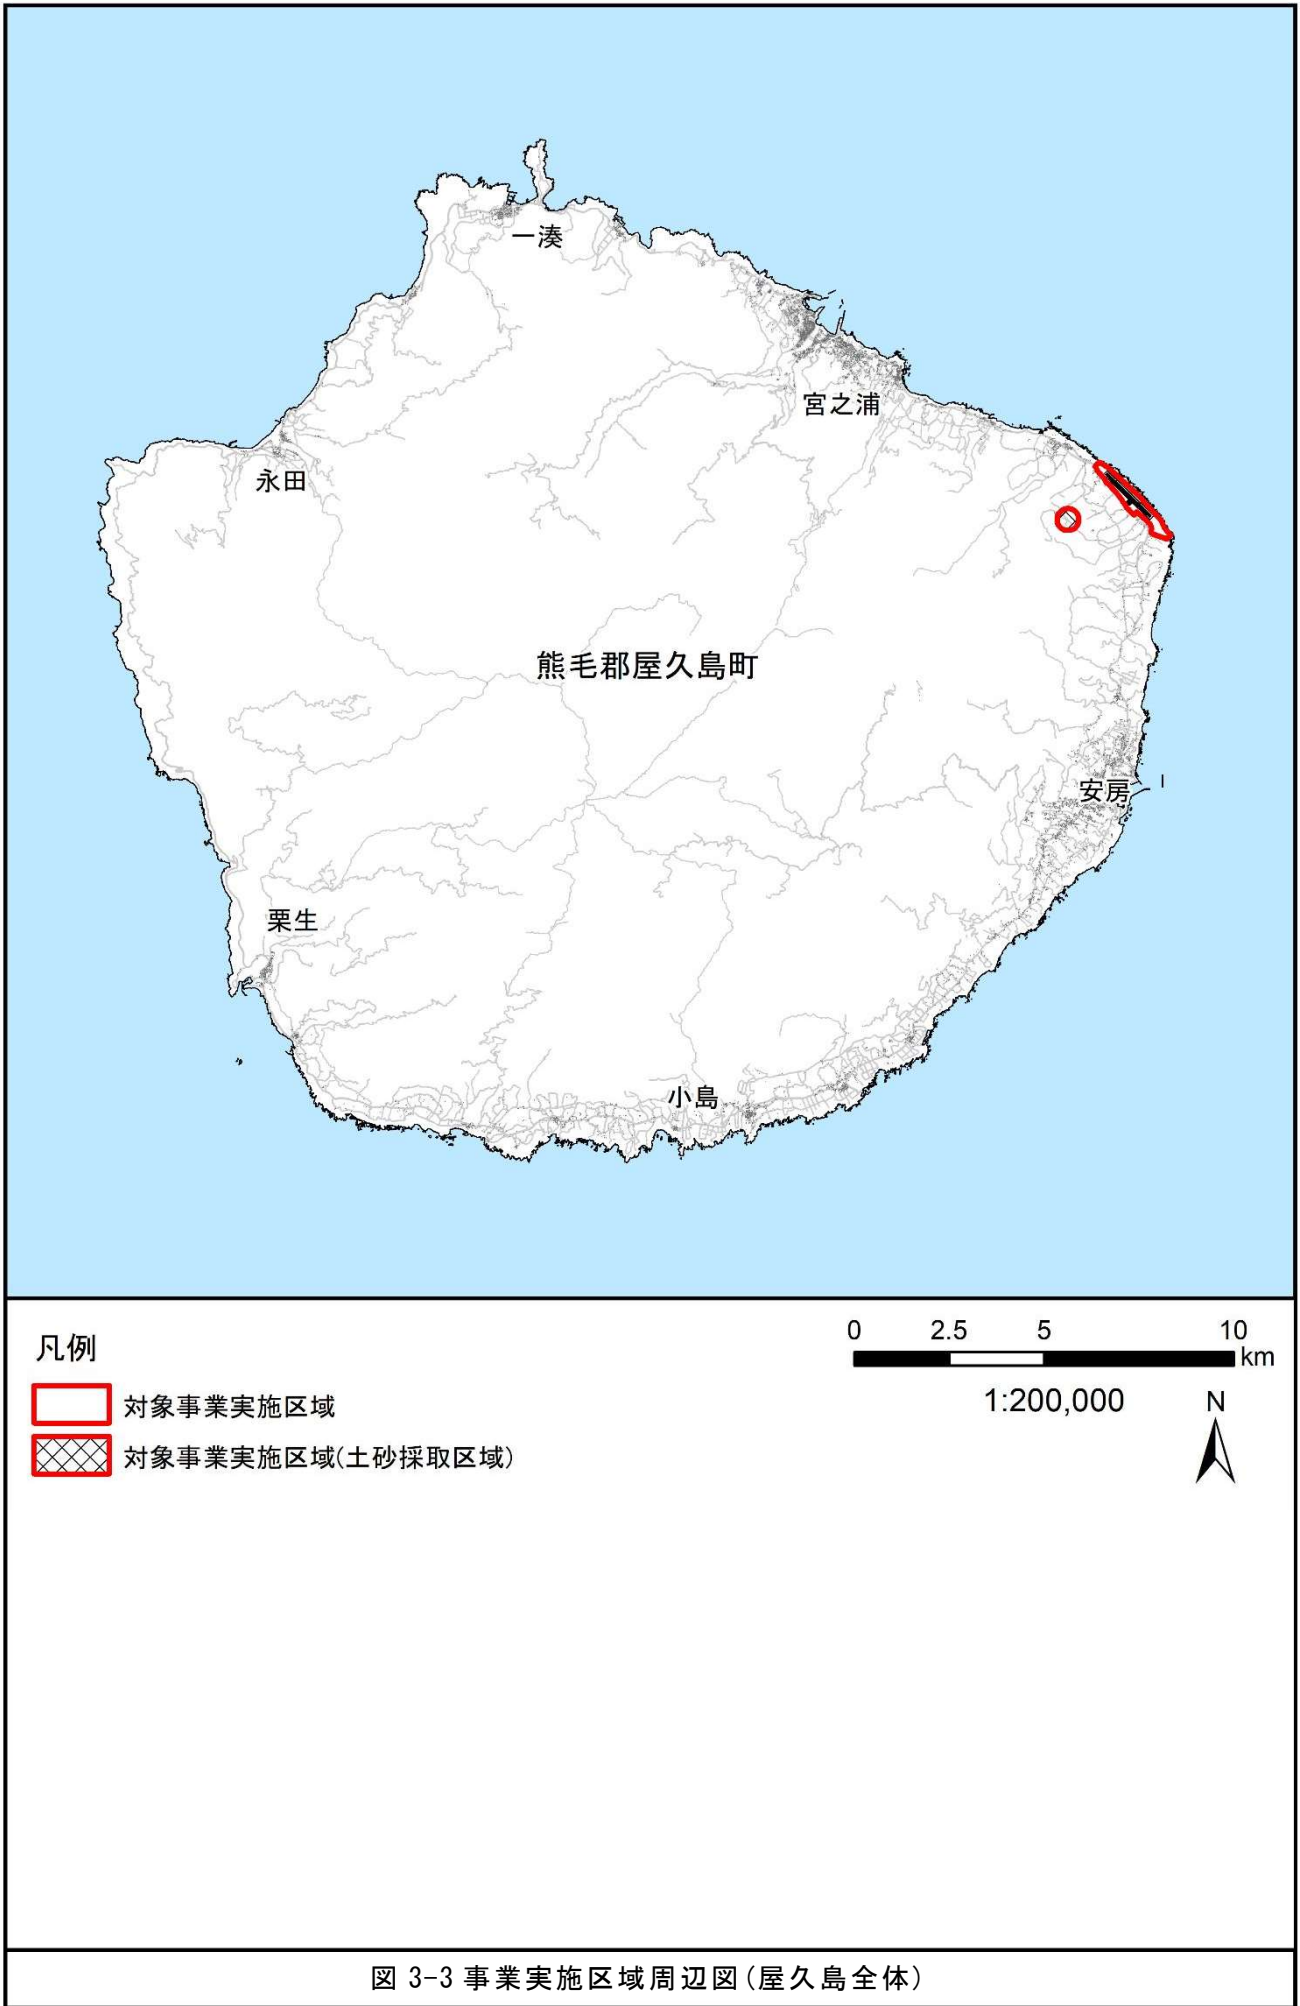 一湊
宮之浦
永田
熊毛郡屋久島町
安房
栗生
小島
凡例
対象事業実施区域
対象事業実施区域(土砂採取区域)
0 2.5 5 10
km
1:200,000
N
図 3-3 事業実施区域周辺図(屋久島全体)